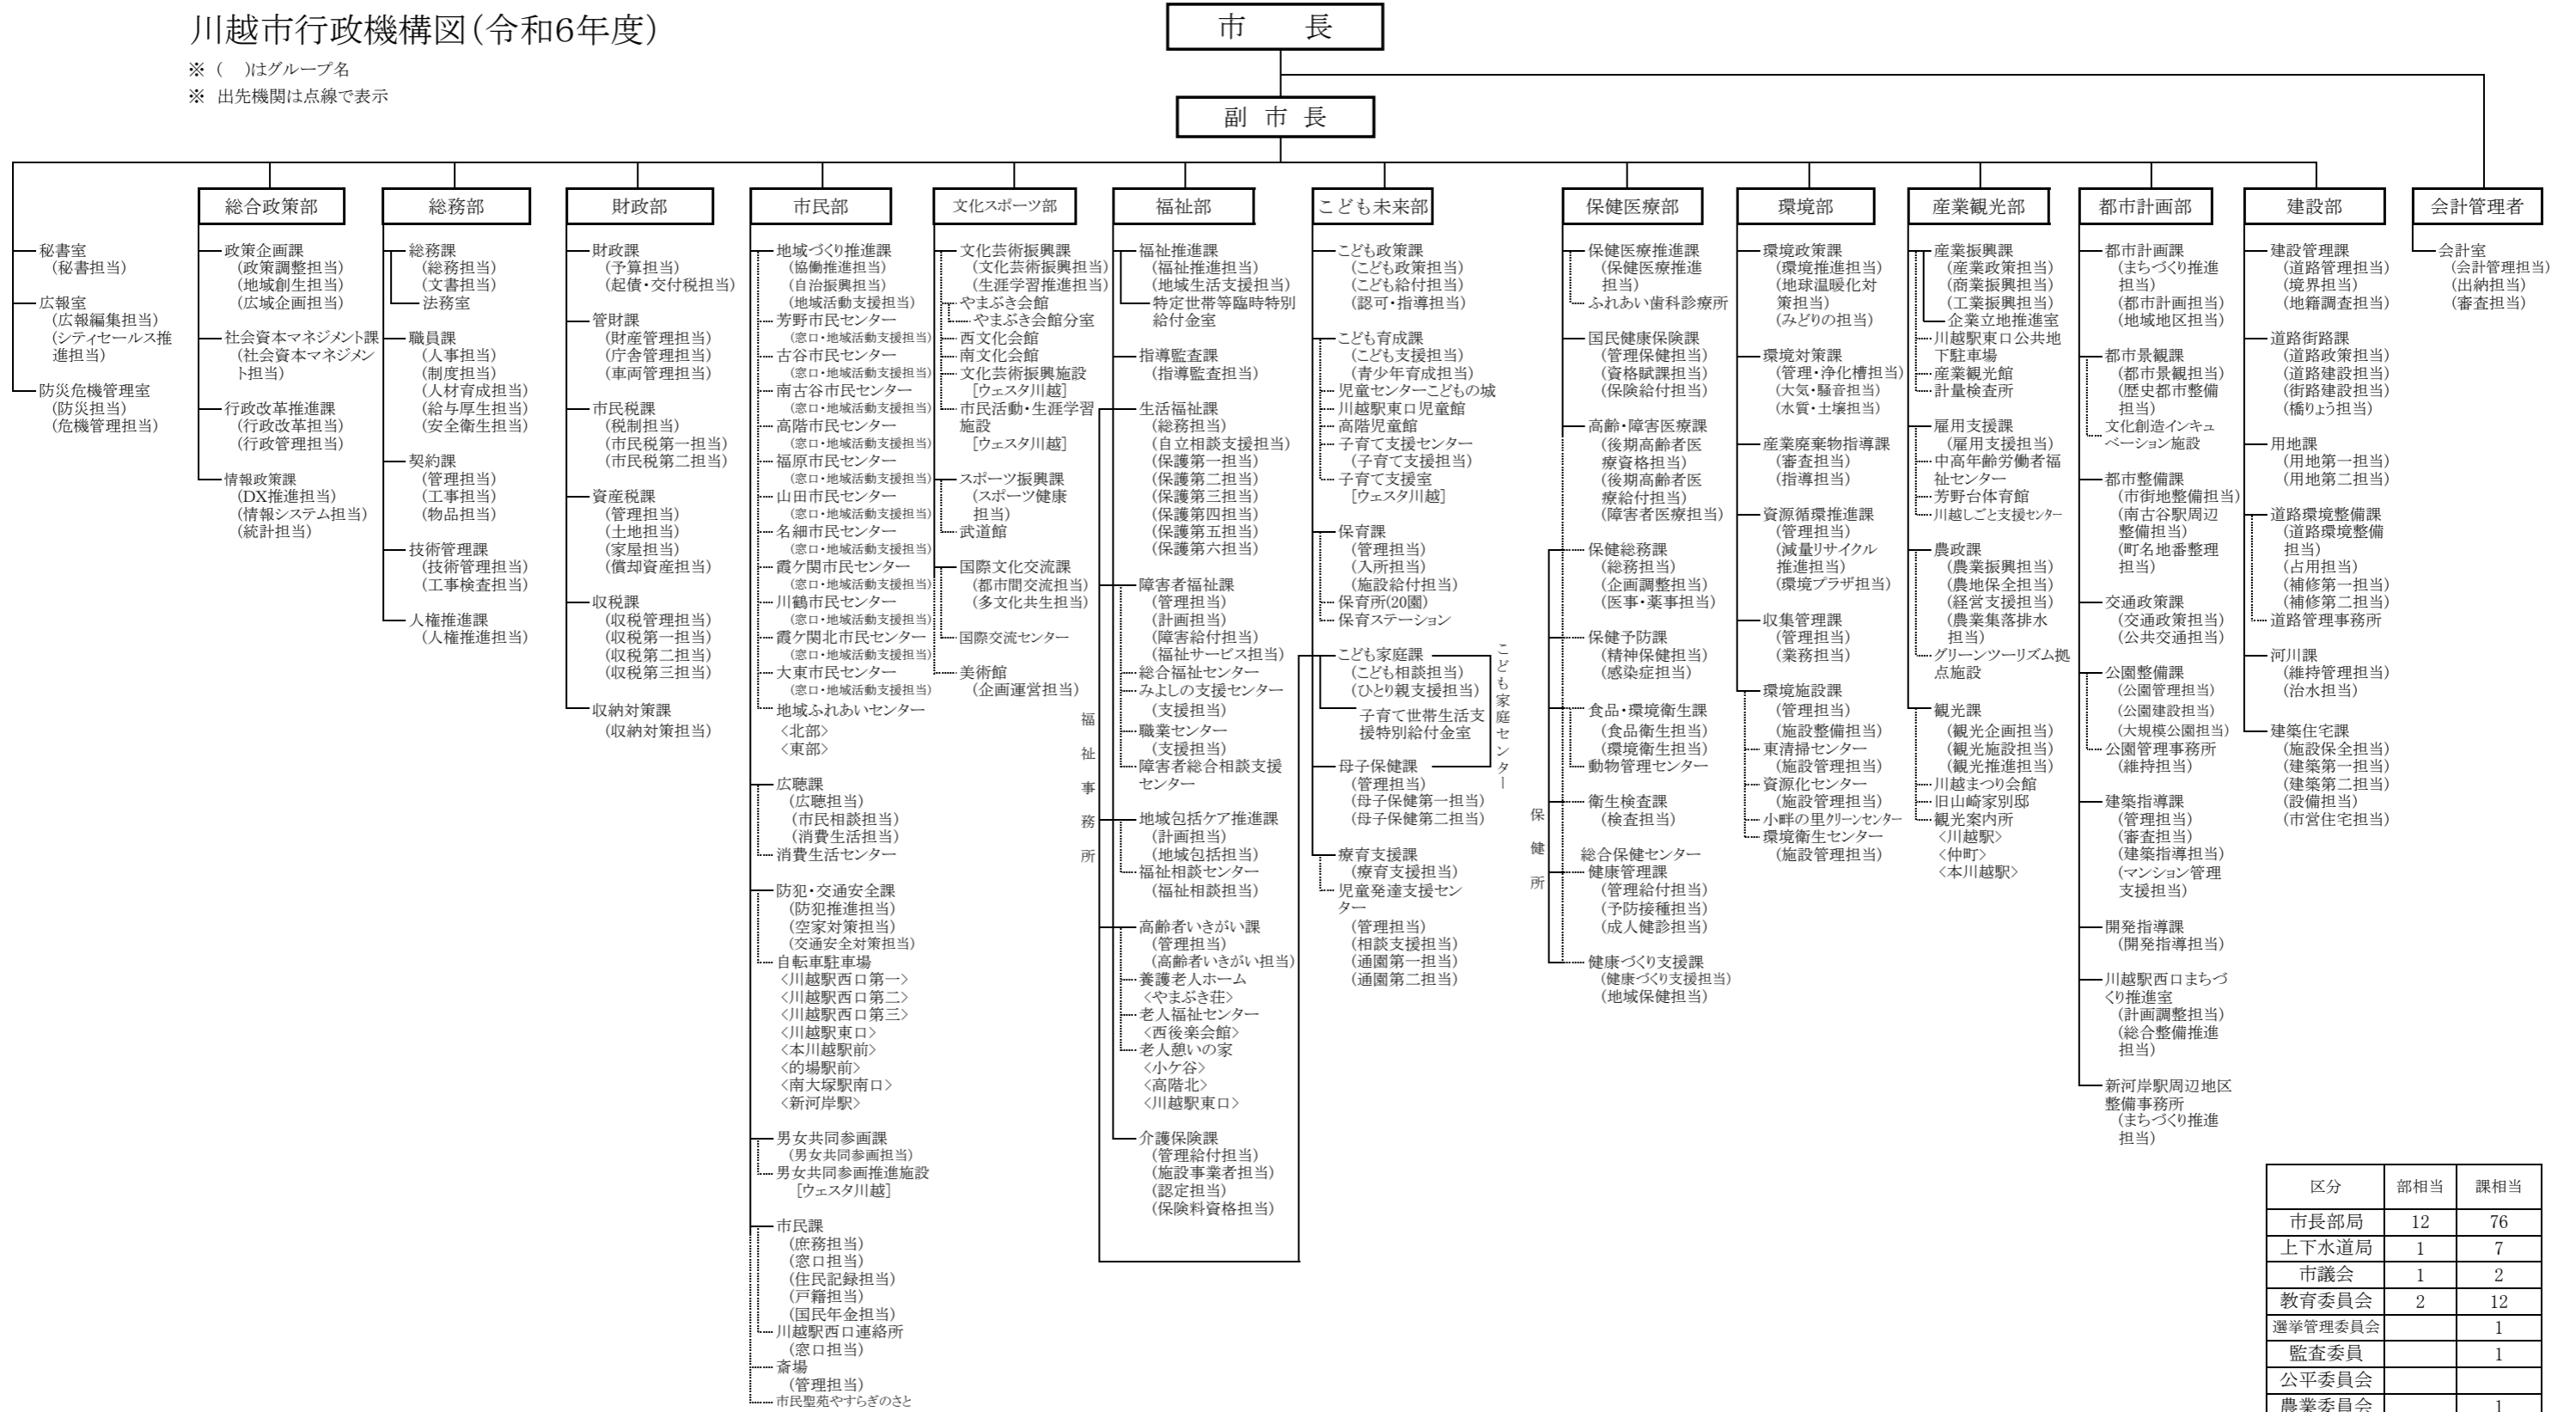 川越市行政機構図(令和6年度)
※ (　)はグループ名
※ 出先機関は点線で表示
市　長
副 市 長
秘書室
(秘書担当)
広報室
(広報編集担当)
(シティセールス推
進担当)
防災危機管理室
(防災担当)
(危機管理担当)
総合政策部
政策企画課
(政策調整担当)
(地域創生担当)
(広域企画担当)
社会資本マネジメント課
(社会資本マネジメン
ト担当)
行政改革推進課
(行政改革担当)
(行政管理担当)
情報政策課
(DX推進担当)
(情報システム担当)
(統計担当)
総務部
総務課
(総務担当)
(文書担当)
法務室
職員課
(人事担当)
(制度担当)
(人材育成担当)
(給与厚生担当)
(安全衛生担当)
契約課
(管理担当)
(工事担当)
(物品担当)
技術管理課
(技術管理担当)
(工事検査担当)
人権推進課
(人権推進担当)
財政部
財政課
(予算担当)
(起債・交付税担当)
管財課
(財産管理担当)
(庁舎管理担当)
(車両管理担当)
市民税課
(税制担当)
(市民税第一担当)
(市民税第二担当)
資産税課
(管理担当)
(土地担当)
(家屋担当)
(償却資産担当)
収税課
(収税管理担当)
(収税第一担当)
(収税第二担当)
(収税第三担当)
収納対策課
(収納対策担当)
市民部
地域づくり推進課
(協働推進担当)
(自治振興担当)
(地域活動支援担当)
芳野市民センター
(窓口・地域活動支援担当)
古谷市民センター
(窓口・地域活動支援担当)
南古谷市民センター
(窓口・地域活動支援担当)
高階市民センター
(窓口・地域活動支援担当)
福原市民センター
(窓口・地域活動支援担当)
山田市民センター
(窓口・地域活動支援担当)
名細市民センター
(窓口・地域活動支援担当)
霞ケ関市民センター
(窓口・地域活動支援担当)
川鶴市民センター
(窓口・地域活動支援担当)
霞ケ関北市民センター
(窓口・地域活動支援担当)
大東市民センター
(窓口・地域活動支援担当)
地域ふれあいセンター
<北部>
<東部>
広聴課
(広聴担当)
(市民相談担当)
(消費生活担当)
消費生活センター
防犯・交通安全課
(防犯推進担当)
(空家対策担当)
(交通安全対策担当)
自転車駐車場
<川越駅西口第一>
<川越駅西口第二>
<川越駅西口第三>
<川越駅東口>
<本川越駅前>
<的場駅前>
<南大塚駅南口>
<新河岸駅>
男女共同参画課
(男女共同参画担当)
男女共同参画推進施設
[ウェスタ川越]
市民課
(庶務担当)
(窓口担当)
(住民記録担当)
(戸籍担当)
(国民年金担当)
川越駅西口連絡所
(窓口担当)
斎場
(管理担当)
市民聖苑やすらぎのさと
文化スポーツ部
文化芸術振興課
(文化芸術振興担当)
(生涯学習推進担当)
やまぶき会館
やまぶき会館分室
西文化会館
南文化会館
文化芸術振興施設
[ウェスタ川越]
市民活動・生涯学習
施設
[ウェスタ川越]
スポーツ振興課
(スポーツ健康
担当)
武道館
国際文化交流課
(都市間交流担当)
(多文化共生担当)
国際交流センター
美術館
(企画運営担当)
福祉部
福祉推進課
(福祉推進担当)
(地域生活支援担当)
特定世帯等臨時特別
給付金室
指導監査課
(指導監査担当)
生活福祉課
(総務担当)
(自立相談支援担当)
(保護第一担当)
(保護第二担当)
(保護第三担当)
(保護第四担当)
(保護第五担当)
(保護第六担当)
障害者福祉課
(管理担当)
(計画担当)
(障害給付担当)
(福祉サービス担当)
総合福祉センター
みよしの支援センター
(支援担当)
職業センター
(支援担当)
障害者総合相談支援
センター
地域包括ケア推進課
(計画担当)
(地域包括担当)
福祉相談センター
(福祉相談担当)
高齢者いきがい課
(管理担当)
(高齢者いきがい担当)
養護老人ホーム
<やまぶき荘>
老人福祉センター
<西後楽会館>
老人憩いの家
<小ケ谷>
<高階北>
<川越駅東口>
介護保険課
(管理給付担当)
(施設事業者担当)
(認定担当)
(保険料資格担当)
福祉事務所
こども未来部
こども政策課
(こども政策担当)
(こども給付担当)
(認可・指導担当)
こども育成課
(こども支援担当)
(青少年育成担当)
児童センターこどもの城
川越駅東口児童館
高階児童館
子育て支援センター
(子育て支援担当)
子育て支援室
[ウェスタ川越]
保育課
(管理担当)
(入所担当)
(施設給付担当)
保育所(20園)
保育ステーション
こども家庭課
(こども相談担当)
(ひとり親支援担当)
子育て世帯生活支
援特別給付金室
母子保健課
(管理担当)
(母子保健第一担当)
(母子保健第二担当)
療育支援課
(療育支援担当)
児童発達支援セン
ター
(管理担当)
(相談支援担当)
(通園第一担当)
(通園第二担当)
こども家庭センター
保健医療部
保健医療推進課
(保健医療推進
担当)
ふれあい歯科診療所
国民健康保険課
(管理保健担当)
(資格賦課担当)
(保険給付担当)
高齢・障害医療課
(後期高齢者医
療資格担当)
(後期高齢者医
療給付担当)
(障害者医療担当)
保健総務課
(総務担当)
(企画調整担当)
(医事・薬事担当)
保健予防課
(精神保健担当)
(感染症担当)
食品・環境衛生課
(食品衛生担当)
(環境衛生担当)
動物管理センター
衛生検査課
(検査担当)
総合保健センター
健康管理課
(管理給付担当)
(予防接種担当)
(成人健診担当)
健康づくり支援課
(健康づくり支援担当)
(地域保健担当)
保健所
環境部
環境政策課
(環境推進担当)
(地球温暖化対
策担当)
(みどりの担当)
環境対策課
(管理・浄化槽担当)
(大気・騒音担当)
(水質・土壌担当)
産業廃棄物指導課
(審査担当)
(指導担当)
資源循環推進課
(管理担当)
(減量リサイクル
推進担当)
(環境プラザ担当)
収集管理課
(管理担当)
(業務担当)
環境施設課
(管理担当)
(施設整備担当)
東清掃センター
(施設管理担当)
資源化センター
(施設管理担当)
小畔の里クリーンセンター
環境衛生センター
(施設管理担当)
産業観光部
産業振興課
(産業政策担当)
(商業振興担当)
(工業振興担当)
企業立地推進室
川越駅東口公共地
下駐車場
産業観光館
計量検査所
雇用支援課
(雇用支援担当)
中高年齢労働者福
祉センター
芳野台体育館
川越しごと支援センター
農政課
(農業振興担当)
(農地保全担当)
(経営支援担当)
(農業集落排水
担当)
グリーンツーリズム拠
点施設
観光課
(観光企画担当)
(観光施設担当)
(観光推進担当)
川越まつり会館
旧山崎家別邸
観光案内所
<川越駅>
<仲町>
<本川越駅>
都市計画部
都市計画課
(まちづくり推進
担当)
(都市計画担当)
(地域地区担当)
都市景観課
(都市景観担当)
(歴史都市整備
担当)
文化創造インキュ
ベーション施設
都市整備課
(市街地整備担当)
(南古谷駅周辺
整備担当)
(町名地番整理
担当)
交通政策課
(交通政策担当)
(公共交通担当)
公園整備課
(公園管理担当)
(公園建設担当)
(大規模公園担当)
公園管理事務所
(維持担当)
建築指導課
(管理担当)
(審査担当)
(建築指導担当)
(マンション管理
支援担当)
開発指導課
(開発指導担当)
川越駅西口まちづ
くり推進室
(計画調整担当)
(総合整備推進
担当)
新河岸駅周辺地区
整備事務所
(まちづくり推進
担当)
建設部
建設管理課
(道路管理担当)
(境界担当)
(地籍調査担当)
道路街路課
(道路政策担当)
(道路建設担当)
(街路建設担当)
(橋りょう担当)
用地課
(用地第一担当)
(用地第二担当)
道路環境整備課
(道路環境整備
担当)
(占用担当)
(補修第一担当)
(補修第二担当)
道路管理事務所
河川課
(維持管理担当)
(治水担当)
建築住宅課
(施設保全担当)
(建築第一担当)
(建築第二担当)
(設備担当)
(市営住宅担当)
会計管理者
会計室
(会計管理担当)
(出納担当)
(審査担当)
区分 部相当 課相当
市長部局 12 76
上下水道局 1 7
市議会 1 2
教育委員会 2 12
選挙管理委員会 1
監査委員 1
公平委員会
農業委員会 1